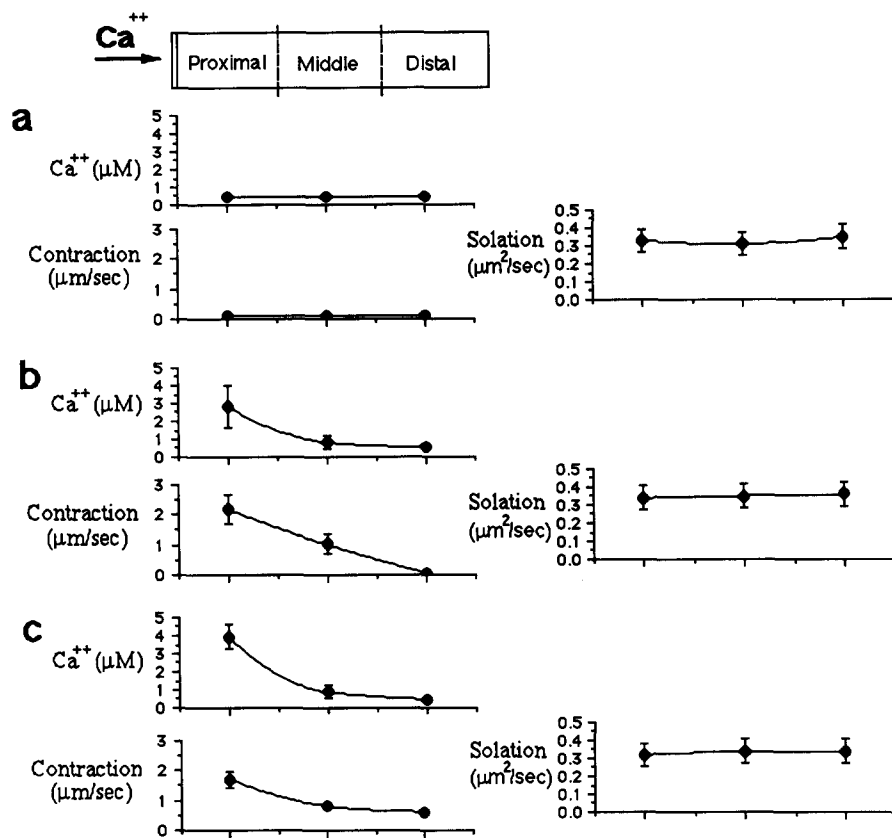 Ca++
Proximal Middle Distal
a
Ca++ (μM)
5
4
3
2
1
0
Contraction
(μm/sec)
3
2
1
0
Solation
(μm²/sec)
0.5
0.4
0.3
0.2
0.1
0.0
b
Ca++ (μM)
5
4
3
2
1
0
Contraction
(μm/sec)
3
2
1
0
Solation
(μm²/sec)
0.5
0.4
0.3
0.2
0.1
0.0
c
Ca++ (μM)
5
4
3
2
1
0
Contraction
(μm/sec)
3
2
1
0
Solation
(μm²/sec)
0.5
0.4
0.3
0.2
0.1
0.0